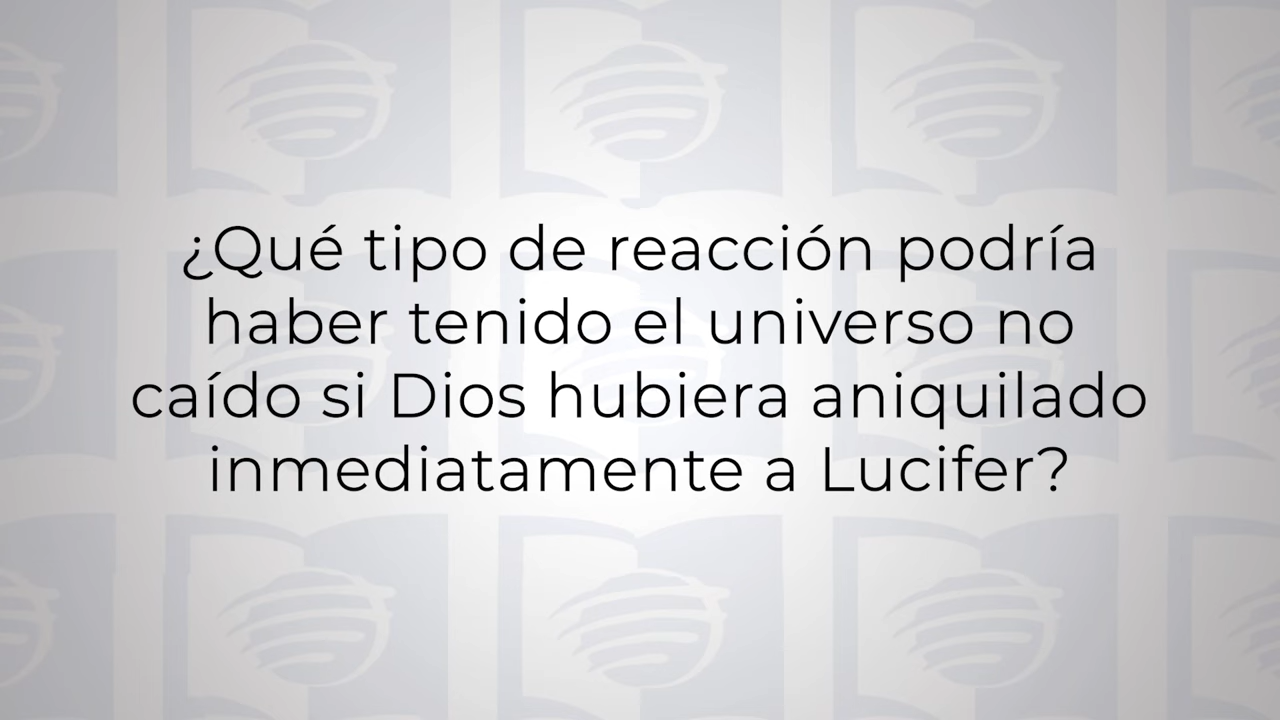 ¿Qué tipo de reacción podría
haber tenido el universo no
caído si Dios hubiera aniquilado
inmediatamente a Lucifer?